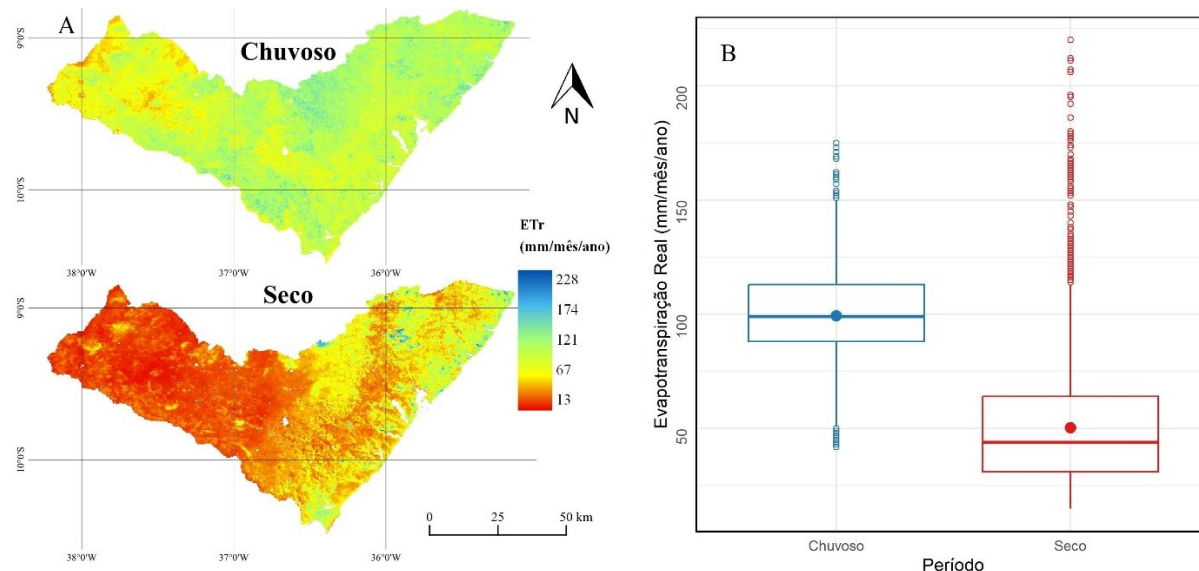 A
Chuvoso
9°0'S
10°0'S
N
38°0'W
37°0'W
36°0'W
ETr
(mm/mês/ano)
228
174
121
67
13
Seco
9°0'S
10°0'S
38°0'W
37°0'W
36°0'W
0
25
50 km
B
Evapotranspiração Real (mm/mês/ano)
200
150
100
50
Chuvoso
Seco
Período